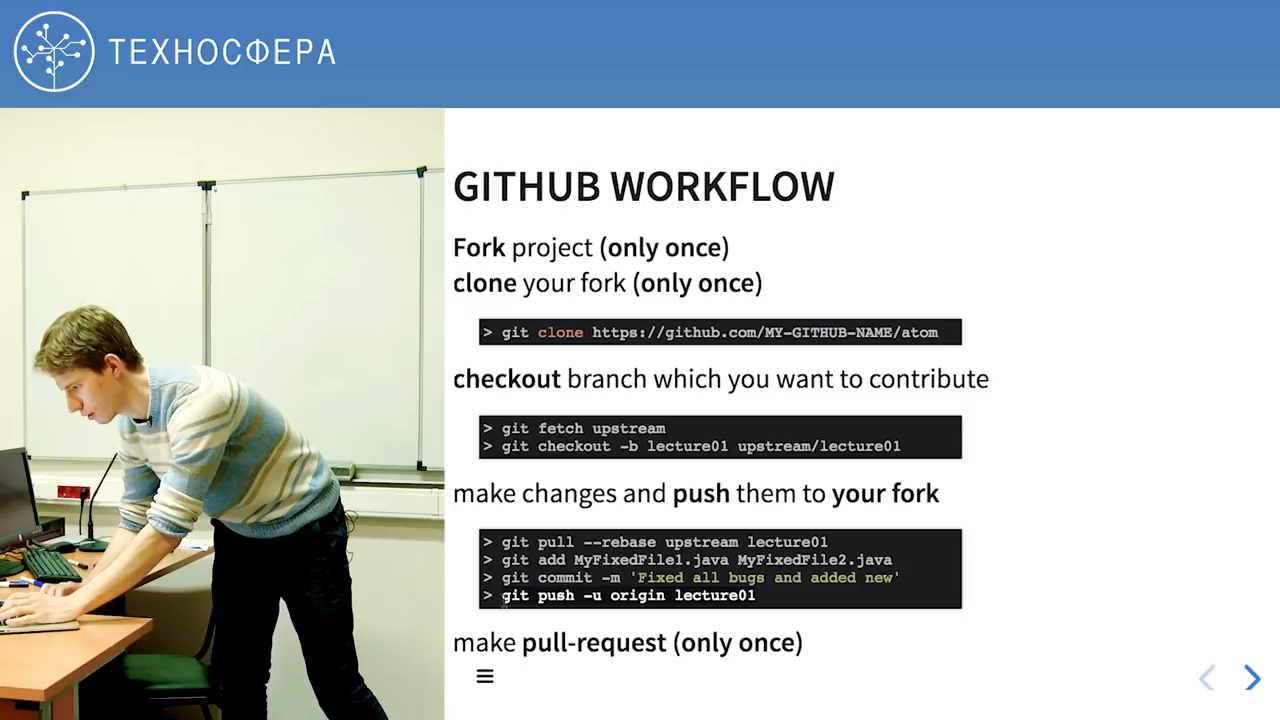 ТЕХНОСФЕРА
GITHUB WORKFLOW
Fork project (only once)
clone your fork (only once)
> git clone https://github.com/MY-GITHUB-NAME/atom
checkout branch which you want to contribute
> git fetch upstream
> git checkout -b lecture01 upstream/lecture01
make changes and push them to your fork
> git pull --rebase upstream lecture01
> git add MyFixedFile1.java MyFixedFile2.java
> git commit -m 'Fixed all bugs and added new'
> git push -u origin lecture01
make pull-request (only once)